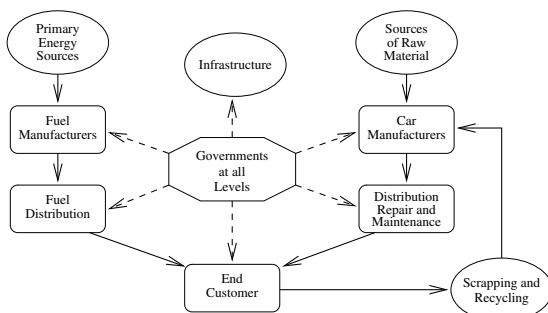 Primary
Energy
Sources
Infrastructure
Sources
of Raw
Material
Fuel
Manufacturers
Governments
at all
Levels
Car
Manufacturers
Fuel
Distribution
Distribution
Repair and
Maintenance
End
Customer
Scrapping and
Recycling